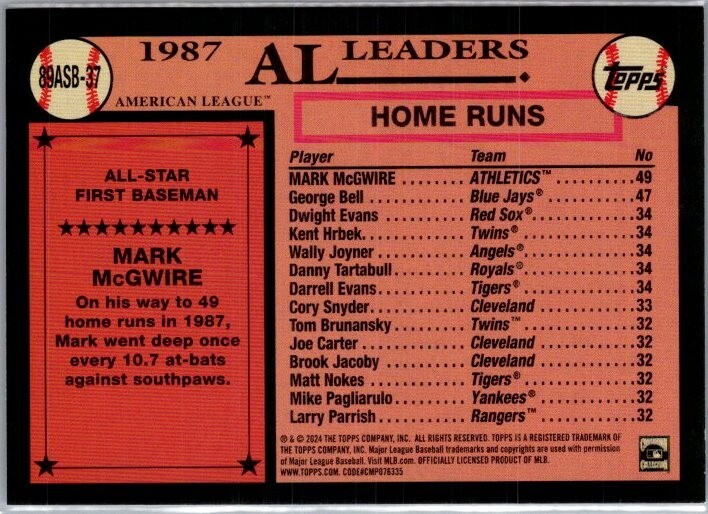 89ASB-37
1987 AL LEADERS
AMERICAN LEAGUE™
Topps
HOME RUNS
ALL-STAR
FIRST BASEMAN
MARK
McGWIRE
On his way to 49
home runs in 1987,
Mark went deep once
every 10.7 at-bats
against southpaws.
Player Team No
MARK McGWIRE ........ ATHLETICS™ ........... 49
George Bell ............ Blue Jays® ............ 47
Dwight Evans ........... Red Sox® ............. 34
Kent Hrbek ............. Twins® ............... 34
Wally Joyner ........... Angels® .............. 34
Danny Tartabull ........ Royals® .............. 34
Darrell Evans .......... Tigers® .............. 34
Cory Snyder ............ Cleveland ............ 33
Tom Brunansky .......... Twins™ ............... 32
Joe Carter ............. Cleveland ............ 32
Brook Jacoby ........... Cleveland ............ 32
Matt Nokes ............. Tigers® .............. 32
Mike Pagliarulo ........ Yankees® ............. 32
Larry Parrish .......... Rangers™ ............. 32
® & © 2024 THE TOPPS COMPANY, INC. ALL RIGHTS RESERVED. TOPPS IS A REGISTERED TRADEMARK OF
THE TOPPS COMPANY, INC. Major League Baseball trademarks and copyrights are used with permission
of Major League Baseball. Visit MLB.com. OFFICIALLY LICENSED PRODUCT OF MLB.
WWW.TOPPS.COM. CODE#CMP076335